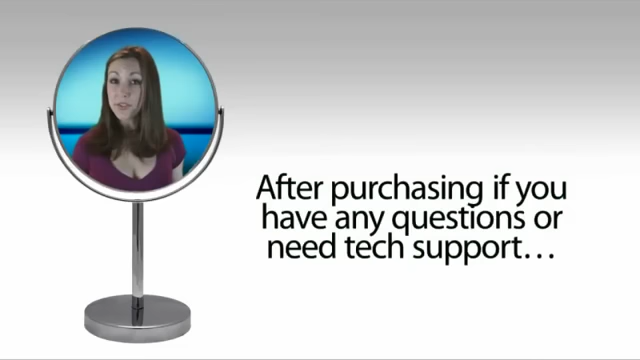 After purchasing if you
have any questions or
need tech support…